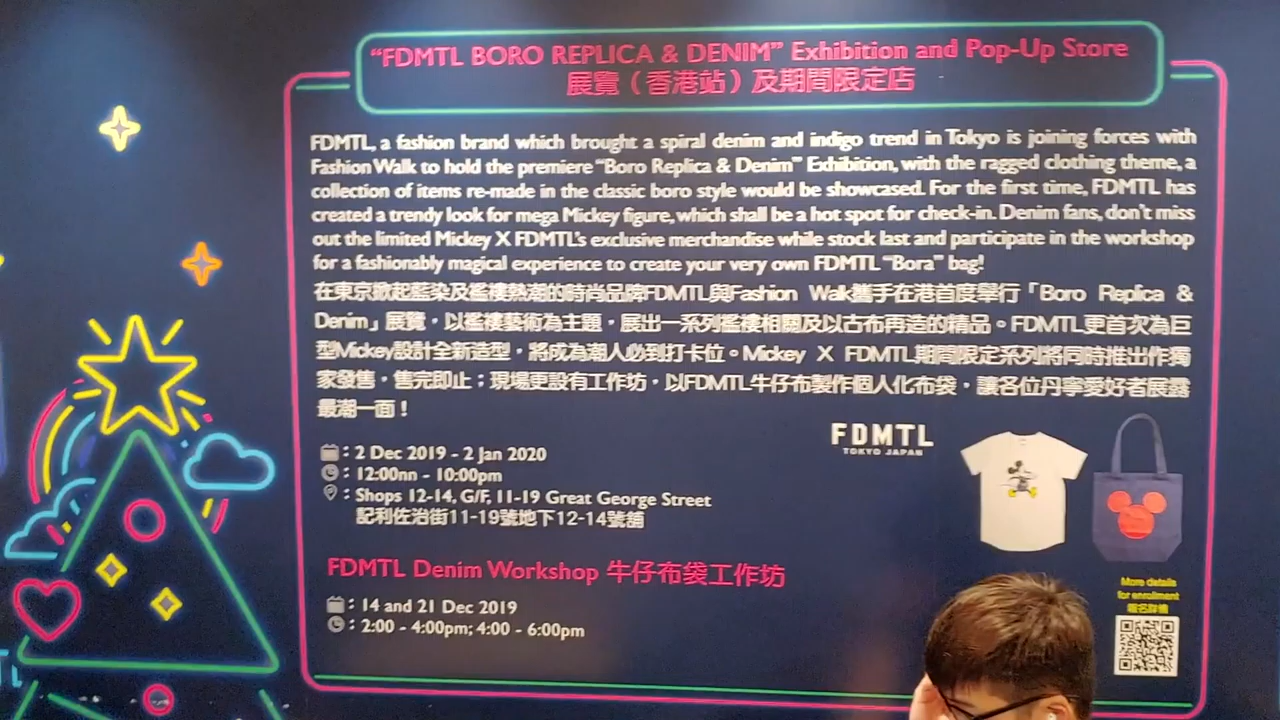 “FDMTL BORO REPLICA & DENIM” Exhibition and Pop-Up Store
展覽（香港站）及期間限定店
FDMTL, a fashion brand which brought a spiral denim and indigo trend in Tokyo is joining forces with
Fashion Walk to hold the premiere “Boro Replica & Denim” Exhibition, with the ragged clothing theme, a
collection of items re-made in the classic boro style would be showcased. For the first time, FDMTL has
created a trendy look for mega Mickey figure, which shall be a hot spot for check-in. Denim fans, don’t miss
out the limited Mickey X FDMTL’s exclusive merchandise while stock last and participate in the workshop
for a fashionably magical experience to create your very own FDMTL “Bora” bag!
在東京掀起藍染及襤褸熱潮的時尚品牌FDMTL與Fashion Walk攜手在港首度舉行「Boro Replica &
Denim」展覽，以襤褸藝術為主題，展出一系列襤褸相關及以古布再造的精品。FDMTL更首次為巨
型Mickey設計全新造型，將成為潮人必到打卡位。Mickey X FDMTL期間限定系列將同時推出作獨
家發售，售完即止；現場更設有工作坊，以FDMTL牛仔布製作個人化布袋，讓各位丹寧愛好者展露
最潮一面！
: 2 Dec 2019 - 2 Jan 2020
: 12:00nn - 10:00pm
: Shops 12-14, G/F, 11-19 Great George Street
記利佐治街11-19號地下12-14號舖
FDMTL
TOKYO JAPAN
FDMTL Denim Workshop 牛仔布袋工作坊
: 14 and 21 Dec 2019
: 2:00 - 4:00pm; 4:00 - 6:00pm
More details
for enrollment
報名詳情